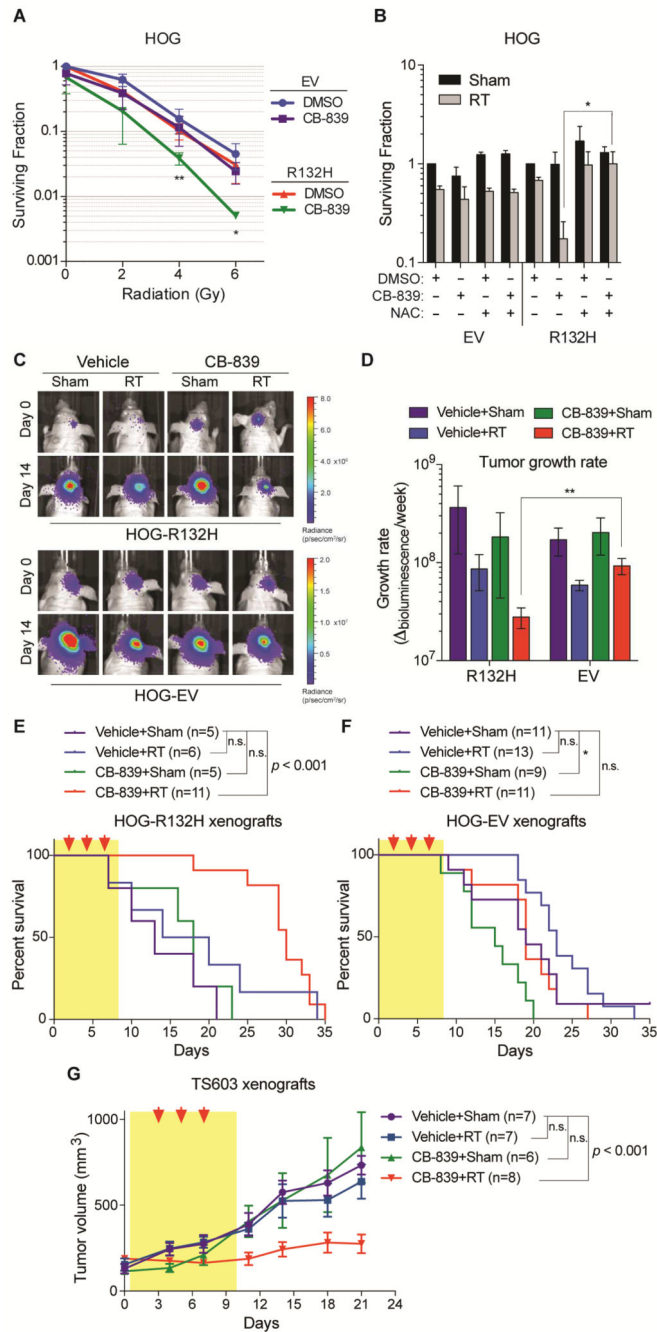 A
HOG
Surviving Fraction
1
0.1
0.01
0.001
0
2
4
6
Radiation (Gy)
**
*
EV
DMSO
CB-839
R132H
DMSO
CB-839
B
HOG
Surviving Fraction
10
1
0.1
Sham
RT
*
DMSO: + – – – + – + –
CB-839: – + – + – + – +
NAC: – – + + – – + +
EV
R132H
C
Vehicle
CB-839
Sham
RT
Sham
RT
Day 0
Day 14
HOG-R132H
8.0
6.0
4.0
x10⁶
2.0
Radiance
(p/sec/cm²/sr)
Day 0
Day 14
HOG-EV
2.0
1.5
x10⁷
1.0
0.5
Radiance
(p/sec/cm²/sr)
D
Vehicle+Sham
CB-839+Sham
Vehicle+RT
CB-839+RT
Tumor growth rate
Growth rate
(Δbioluminescence/week)
10⁹
10⁸
10⁷
**
R132H
EV
E
Vehicle+Sham (n=5)
Vehicle+RT (n=6)
CB-839+Sham (n=5)
CB-839+RT (n=11)
n.s.
n.s.
p < 0.001
HOG-R132H xenografts
Percent survival
100
50
0
0 5 10 15 20 25 30 35
Days
F
Vehicle+Sham (n=11)
Vehicle+RT (n=13)
CB-839+Sham (n=9)
CB-839+RT (n=11)
n.s.
*
n.s.
HOG-EV xenografts
Percent survival
100
50
0
0 5 10 15 20 25 30 35
Days
G
TS603 xenografts
Tumor volume (mm³)
1000
500
0
0 3 6 9 12 15 18 21 24
Days
Vehicle+Sham (n=7)
Vehicle+RT (n=7)
CB-839+Sham (n=6)
CB-839+RT (n=8)
n.s.
n.s.
p < 0.001